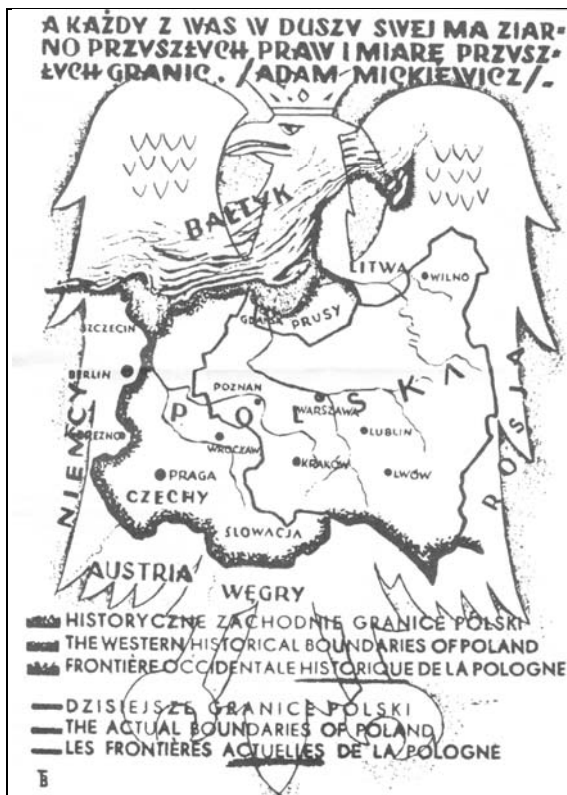 A KAŻDY Z WAS W DUSZY SWEJ MA ZIAR=
NO PRZYSZŁYCH PRAW I MIARĘ PRZYSZ=
ŁYCH GRANIC. /ADAM MICKIEWICZ/-
BAŁTYK
LITWA
WILNO
GDAŃSK
PRUSY
SZCZECIN
BERLIN
POZNAN
WARSZAWA
POLSKA
ROSJA
NIEMCY
DREZNO
WROCŁAW
LUBLIN
PRAGA
KRAKÓW
LWÓW
CZECHY
SŁOWACJA
AUSTRIA
WĘGRY
HISTORYCZNE ZACHODNIE GRANICE POLSKI
THE WESTERN HISTORICAL BOUNDARIES OF POLAND
FRONTIÈRE OCCIDENTALE HISTORIQUE DE LA POLOGNE
DZISIEJSZE GRANICE POLSKI
THE ACTUAL BOUNDARIES OF POLAND
LES FRONTIÈRES ACTUELLES DE LA POLOGNE